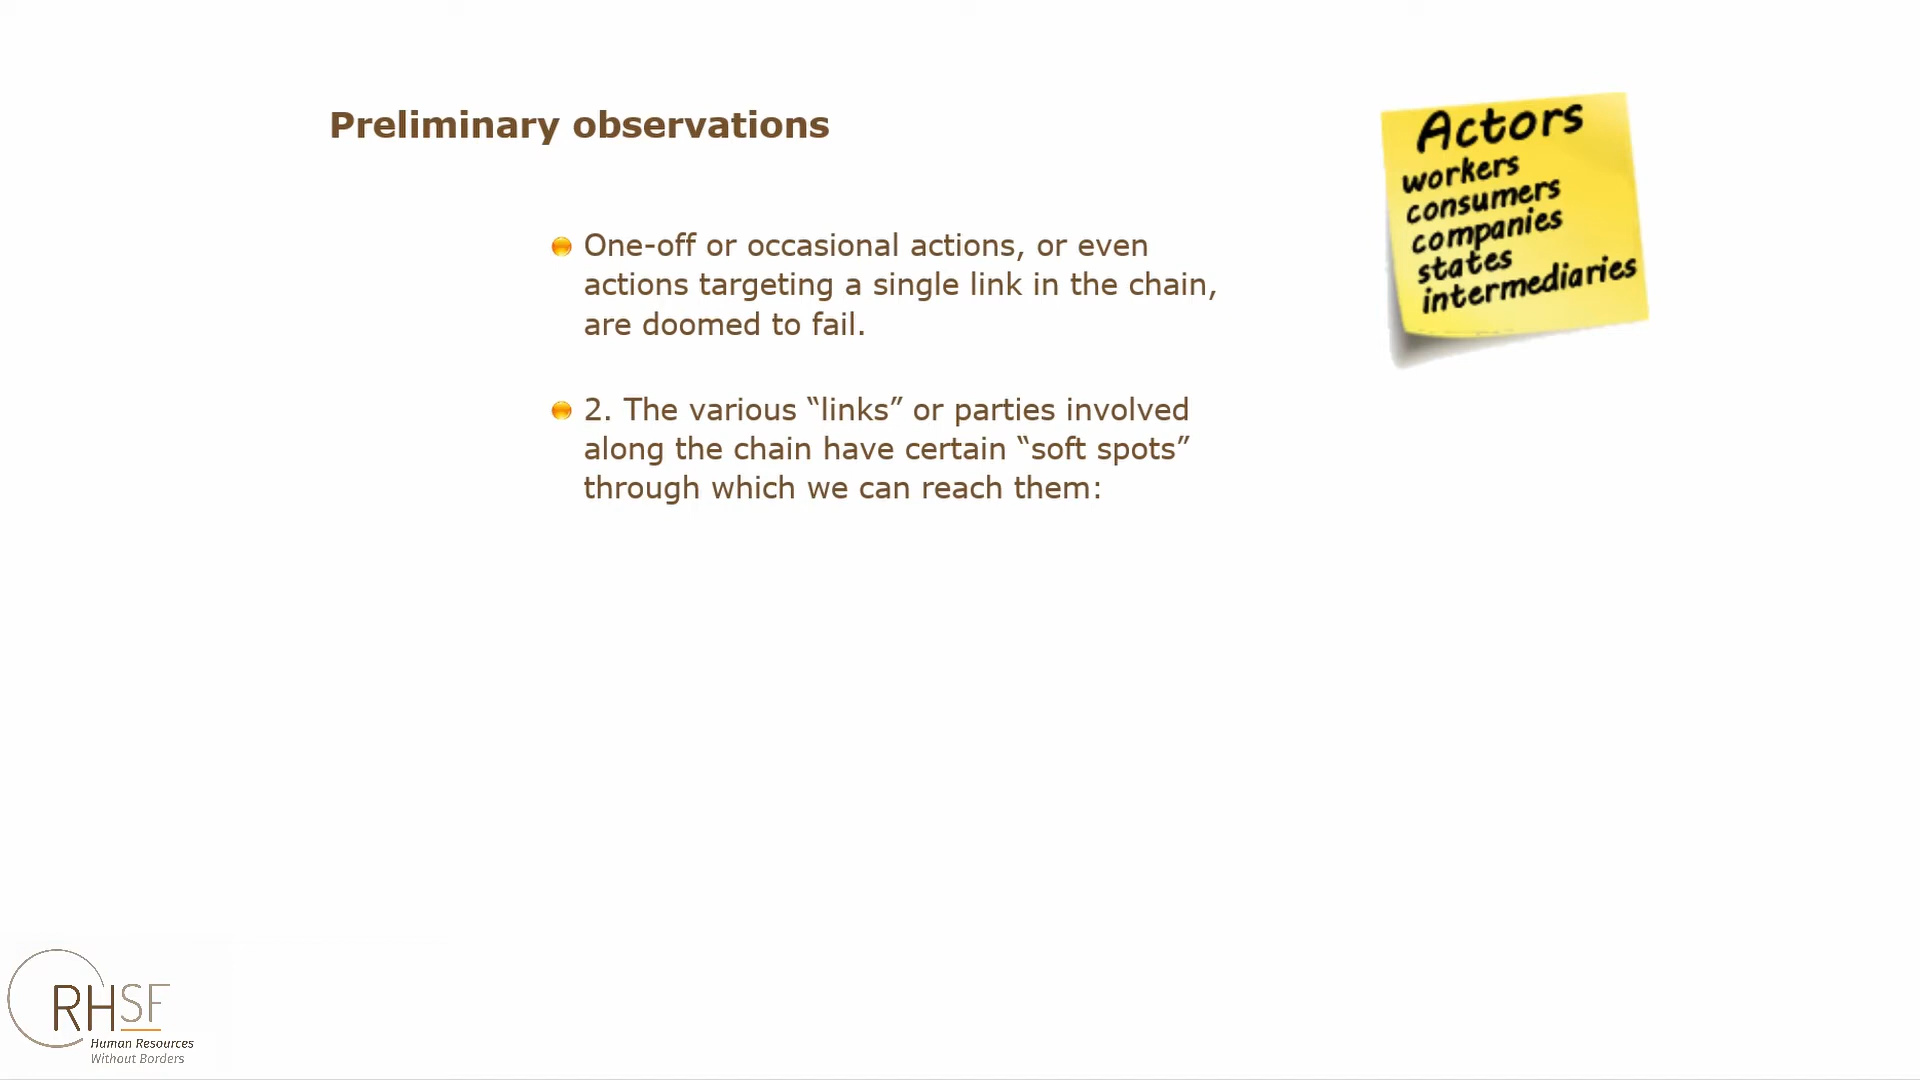 Preliminary observations
One-off or occasional actions, or even
actions targeting a single link in the chain,
are doomed to fail.
2. The various “links” or parties involved
along the chain have certain “soft spots”
through which we can reach them:
Actors
workers
consumers
companies
states
intermediaries
RHSF
Human Resources
Without Borders